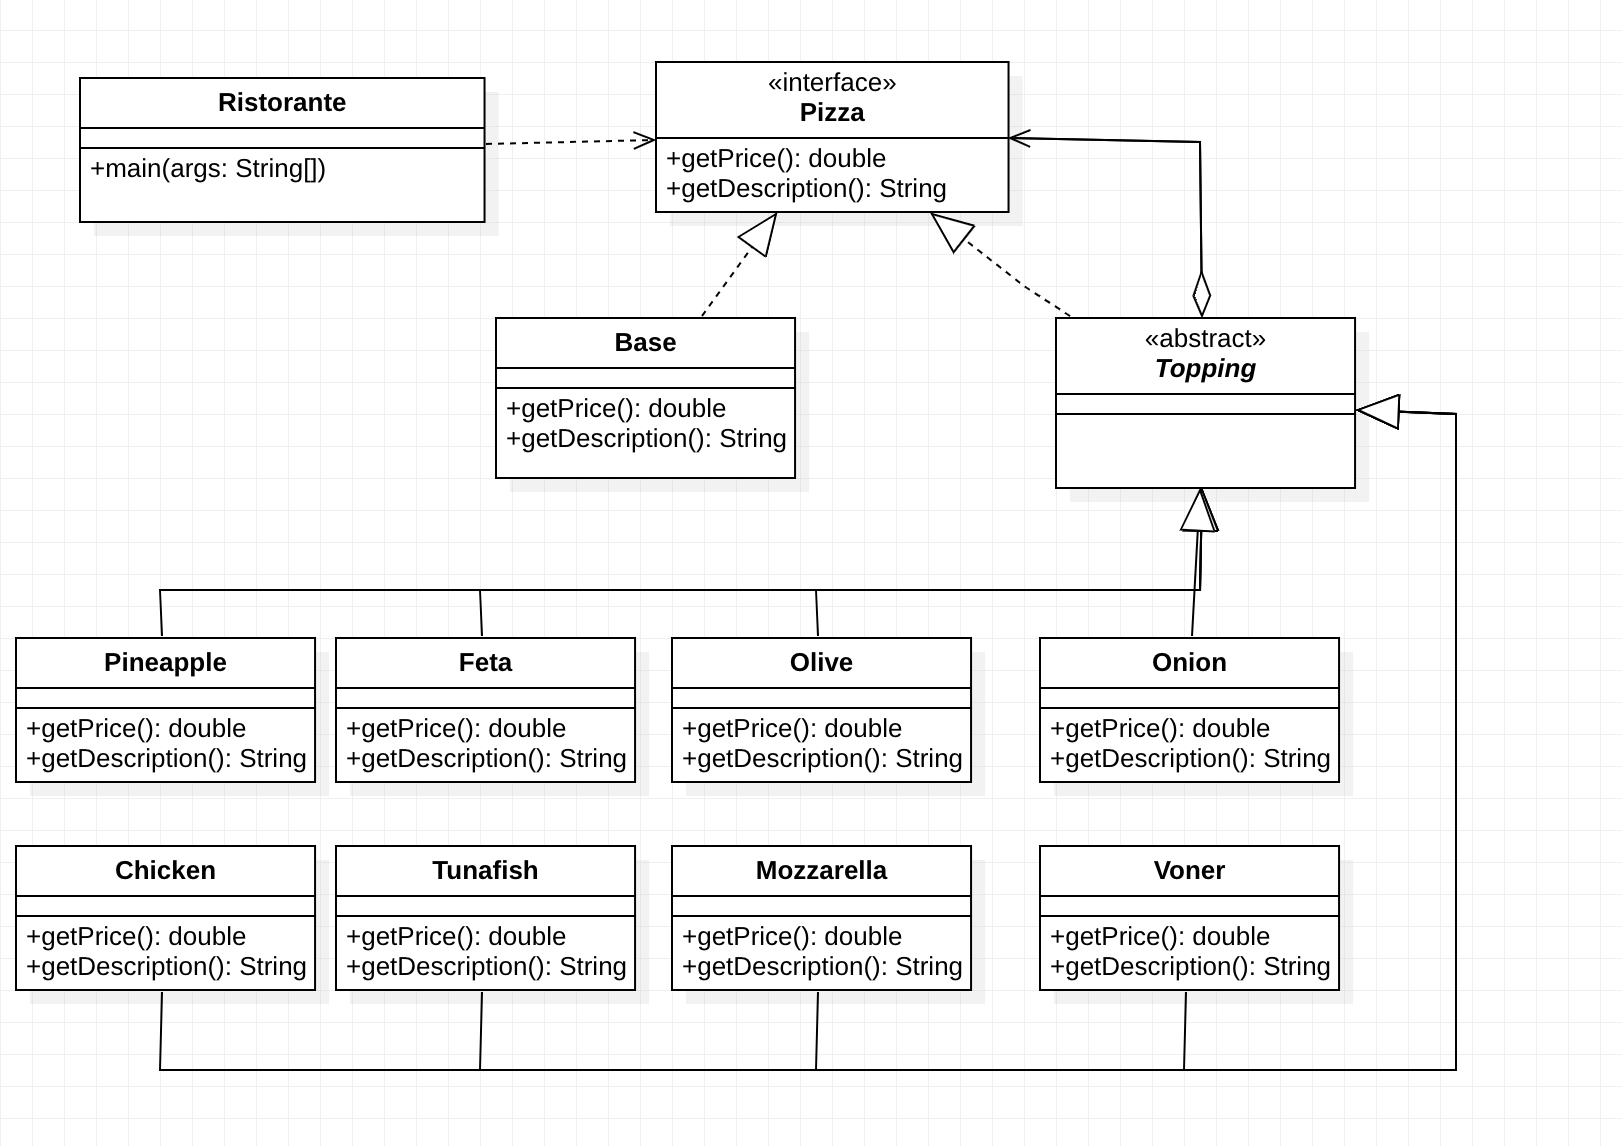 Ristorante
+main(args: String[])
«interface»
Pizza
+getPrice(): double
+getDescription(): String
Base
+getPrice(): double
+getDescription(): String
«abstract»
Topping
Pineapple
+getPrice(): double
+getDescription(): String
Feta
+getPrice(): double
+getDescription(): String
Olive
+getPrice(): double
+getDescription(): String
Onion
+getPrice(): double
+getDescription(): String
Chicken
+getPrice(): double
+getDescription(): String
Tunafish
+getPrice(): double
+getDescription(): String
Mozzarella
+getPrice(): double
+getDescription(): String
Voner
+getPrice(): double
+getDescription(): String